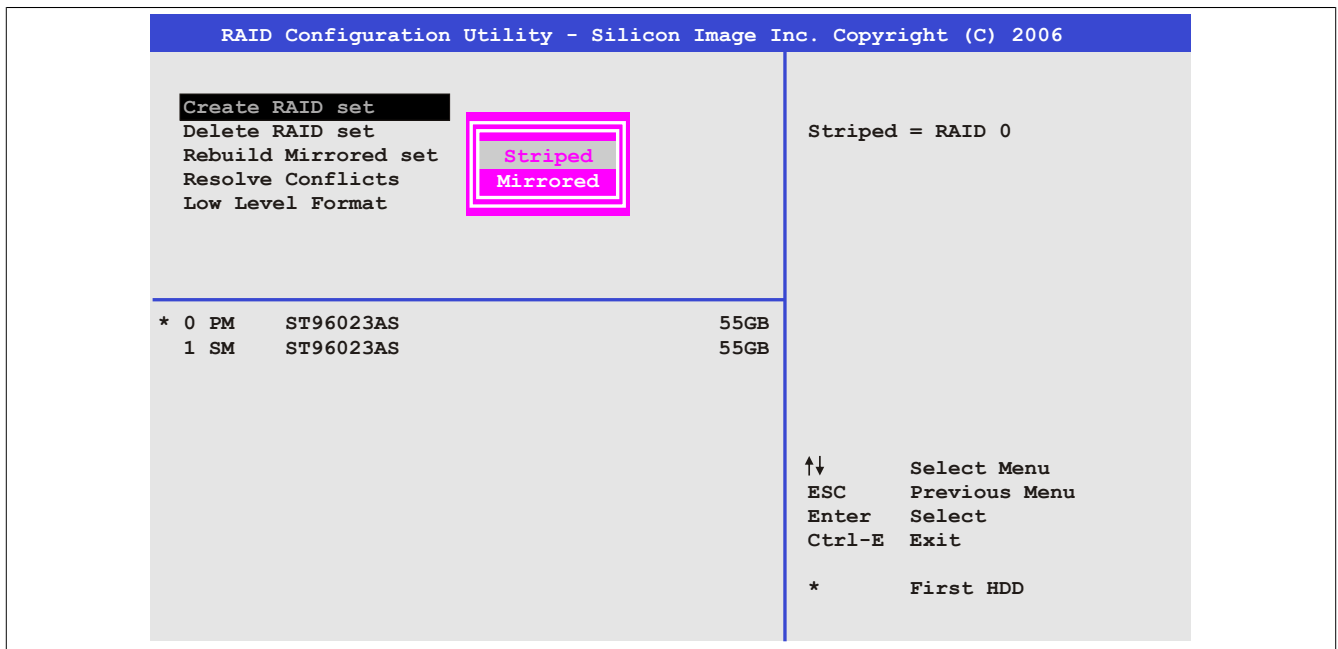 RAID Configuration Utility - Silicon Image Inc. Copyright (C) 2006
Create RAID set
Delete RAID set
Rebuild Mirrored set
Resolve Conflicts
Low Level Format
Striped
Mirrored
Striped = RAID 0
* 0 PM ST96023AS 55GB
1 SM ST96023AS 55GB
↑↓ Select Menu
ESC Previous Menu
Enter Select
Ctrl-E Exit
* First HDD